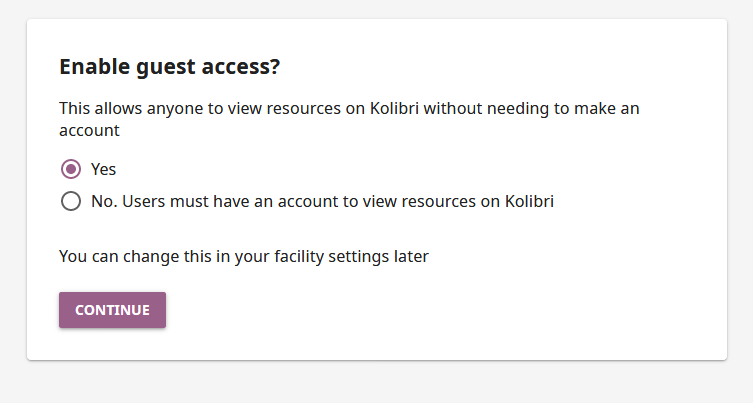 Enable guest access?
This allows anyone to view resources on Kolibri without needing to make an
account
Yes
No. Users must have an account to view resources on Kolibri
You can change this in your facility settings later
CONTINUE